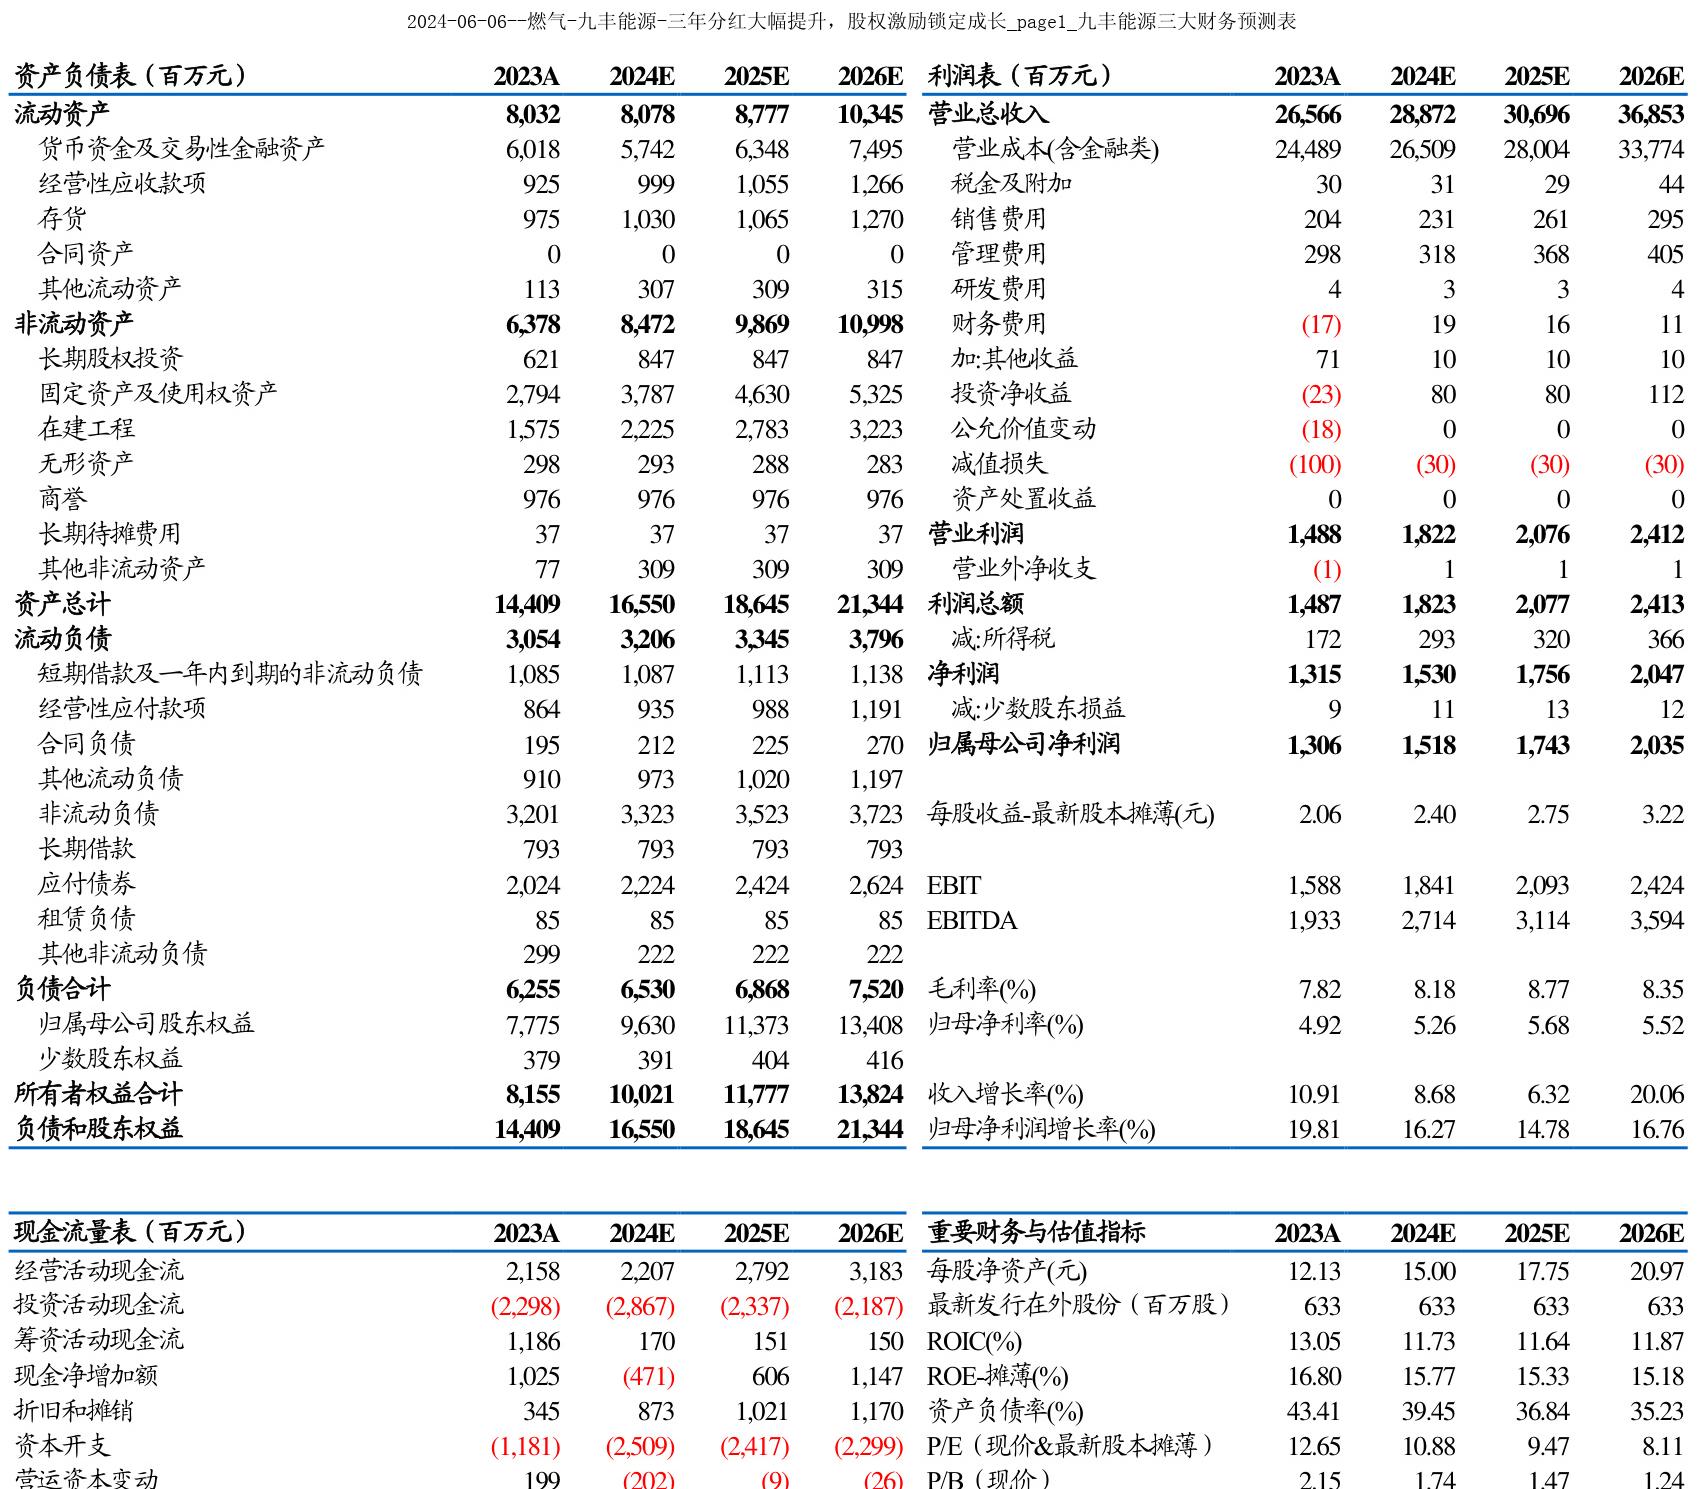 2024-06-06--燃气-九丰能源-三年分红大幅提升，股权激励锁定成长_page1_九丰能源三大财务预测表
资产负债表（百万元） 2023A 2024E 2025E 2026E 利润表（百万元） 2023A 2024E 2025E 2026E
流动资产 8,032 8,078 8,777 10,345 营业总收入 26,566 28,872 30,696 36,853
货币资金及交易性金融资产 6,018 5,742 6,348 7,495 营业成本(含金融类) 24,489 26,509 28,004 33,774
经营性应收款项 925 999 1,055 1,266 税金及附加 30 31 29 44
存货 975 1,030 1,065 1,270 销售费用 204 231 261 295
合同资产 0 0 0 0 管理费用 298 318 368 405
其他流动资产 113 307 309 315 研发费用 4 3 3 4
非流动资产 6,378 8,472 9,869 10,998 财务费用 (17) 19 16 11
长期股权投资 621 847 847 847 加:其他收益 71 10 10 10
固定资产及使用权资产 2,794 3,787 4,630 5,325 投资净收益 (23) 80 80 112
在建工程 1,575 2,225 2,783 3,223 公允价值变动 (18) 0 0 0
无形资产 298 293 288 283 减值损失 (100) (30) (30) (30)
商誉 976 976 976 976 资产处置收益 0 0 0 0
长期待摊费用 37 37 37 37 营业利润 1,488 1,822 2,076 2,412
其他非流动资产 77 309 309 309 营业外净收支 (1) 1 1 1
资产总计 14,409 16,550 18,645 21,344 利润总额 1,487 1,823 2,077 2,413
流动负债 3,054 3,206 3,345 3,796 减:所得税 172 293 320 366
短期借款及一年内到期的非流动负债 1,085 1,087 1,113 1,138 净利润 1,315 1,530 1,756 2,047
经营性应付款项 864 935 988 1,191 减:少数股东损益 9 11 13 12
合同负债 195 212 225 270 归属母公司净利润 1,306 1,518 1,743 2,035
其他流动负债 910 973 1,020 1,197
非流动负债 3,201 3,323 3,523 3,723 每股收益-最新股本摊薄(元) 2.06 2.40 2.75 3.22
长期借款 793 793 793 793
应付债券 2,024 2,224 2,424 2,624 EBIT 1,588 1,841 2,093 2,424
租赁负债 85 85 85 85 EBITDA 1,933 2,714 3,114 3,594
其他非流动负债 299 222 222 222
负债合计 6,255 6,530 6,868 7,520 毛利率(%) 7.82 8.18 8.77 8.35
归属母公司股东权益 7,775 9,630 11,373 13,408 归母净利率(%) 4.92 5.26 5.68 5.52
少数股东权益 379 391 404 416
所有者权益合计 8,155 10,021 11,777 13,824 收入增长率(%) 10.91 8.68 6.32 20.06
负债和股东权益 14,409 16,550 18,645 21,344 归母净利润增长率(%) 19.81 16.27 14.78 16.76
现金流量表（百万元） 2023A 2024E 2025E 2026E 重要财务与估值指标 2023A 2024E 2025E 2026E
经营活动现金流 2,158 2,207 2,792 3,183 每股净资产(元) 12.13 15.00 17.75 20.97
投资活动现金流 (2,298) (2,867) (2,337) (2,187) 最新发行在外股份（百万股） 633 633 633 633
筹资活动现金流 1,186 170 151 150 ROIC(%) 13.05 11.73 11.64 11.87
现金净增加额 1,025 (471) 606 1,147 ROE-摊薄(%) 16.80 15.77 15.33 15.18
折旧和摊销 345 873 1,021 1,170 资产负债率(%) 43.41 39.45 36.84 35.23
资本开支 (1,181) (2,509) (2,417) (2,299) P/E（现价&最新股本摊薄） 12.65 10.88 9.47 8.11
营运资本变动 199 (202) (9) (26) P/B（现价） 2.15 1.74 1.47 1.24